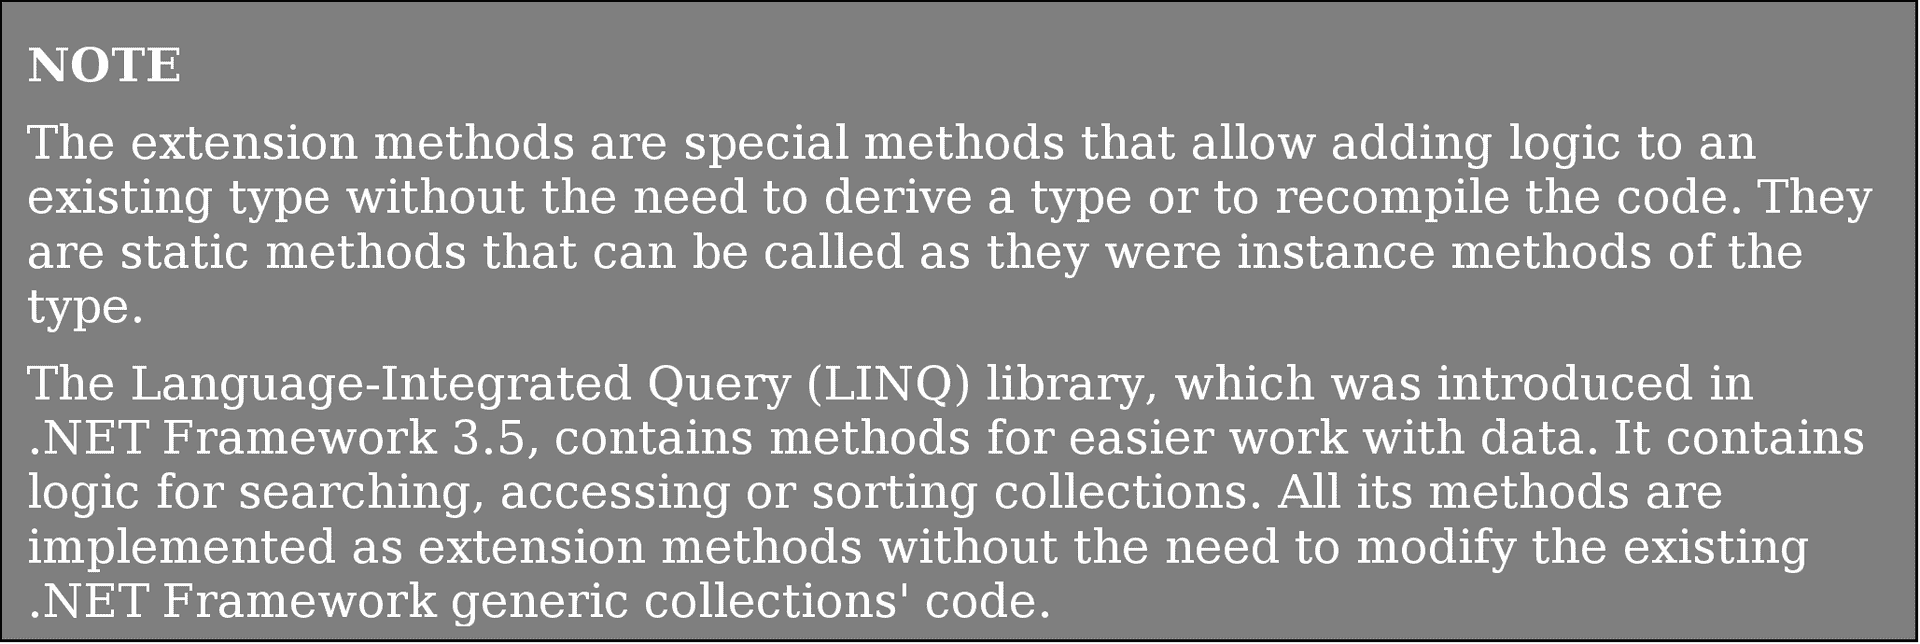 NOTE
The extension methods are special methods that allow adding logic to an
existing type without the need to derive a type or to recompile the code. They
are static methods that can be called as they were instance methods of the
type.
The Language-Integrated Query (LINQ) library, which was introduced in
.NET Framework 3.5, contains methods for easier work with data. It contains
logic for searching, accessing or sorting collections. All its methods are
implemented as extension methods without the need to modify the existing
.NET Framework generic collections' code.